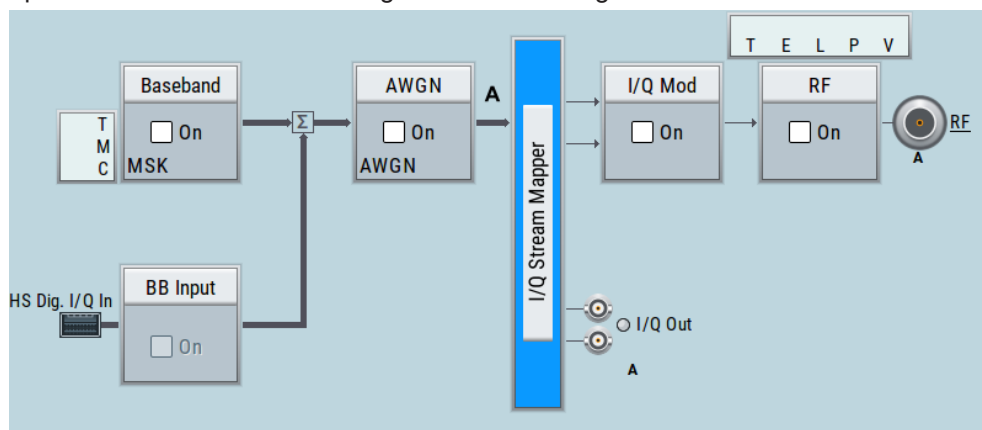 T E L P V
Baseband
On
MSK
T
M
C
Σ
AWGN
On
AWGN
A
I/Q Stream Mapper
I/Q Mod
On
RF
On
RF
A
HS Dig. I/Q In
BB Input
On
I/Q Out
A